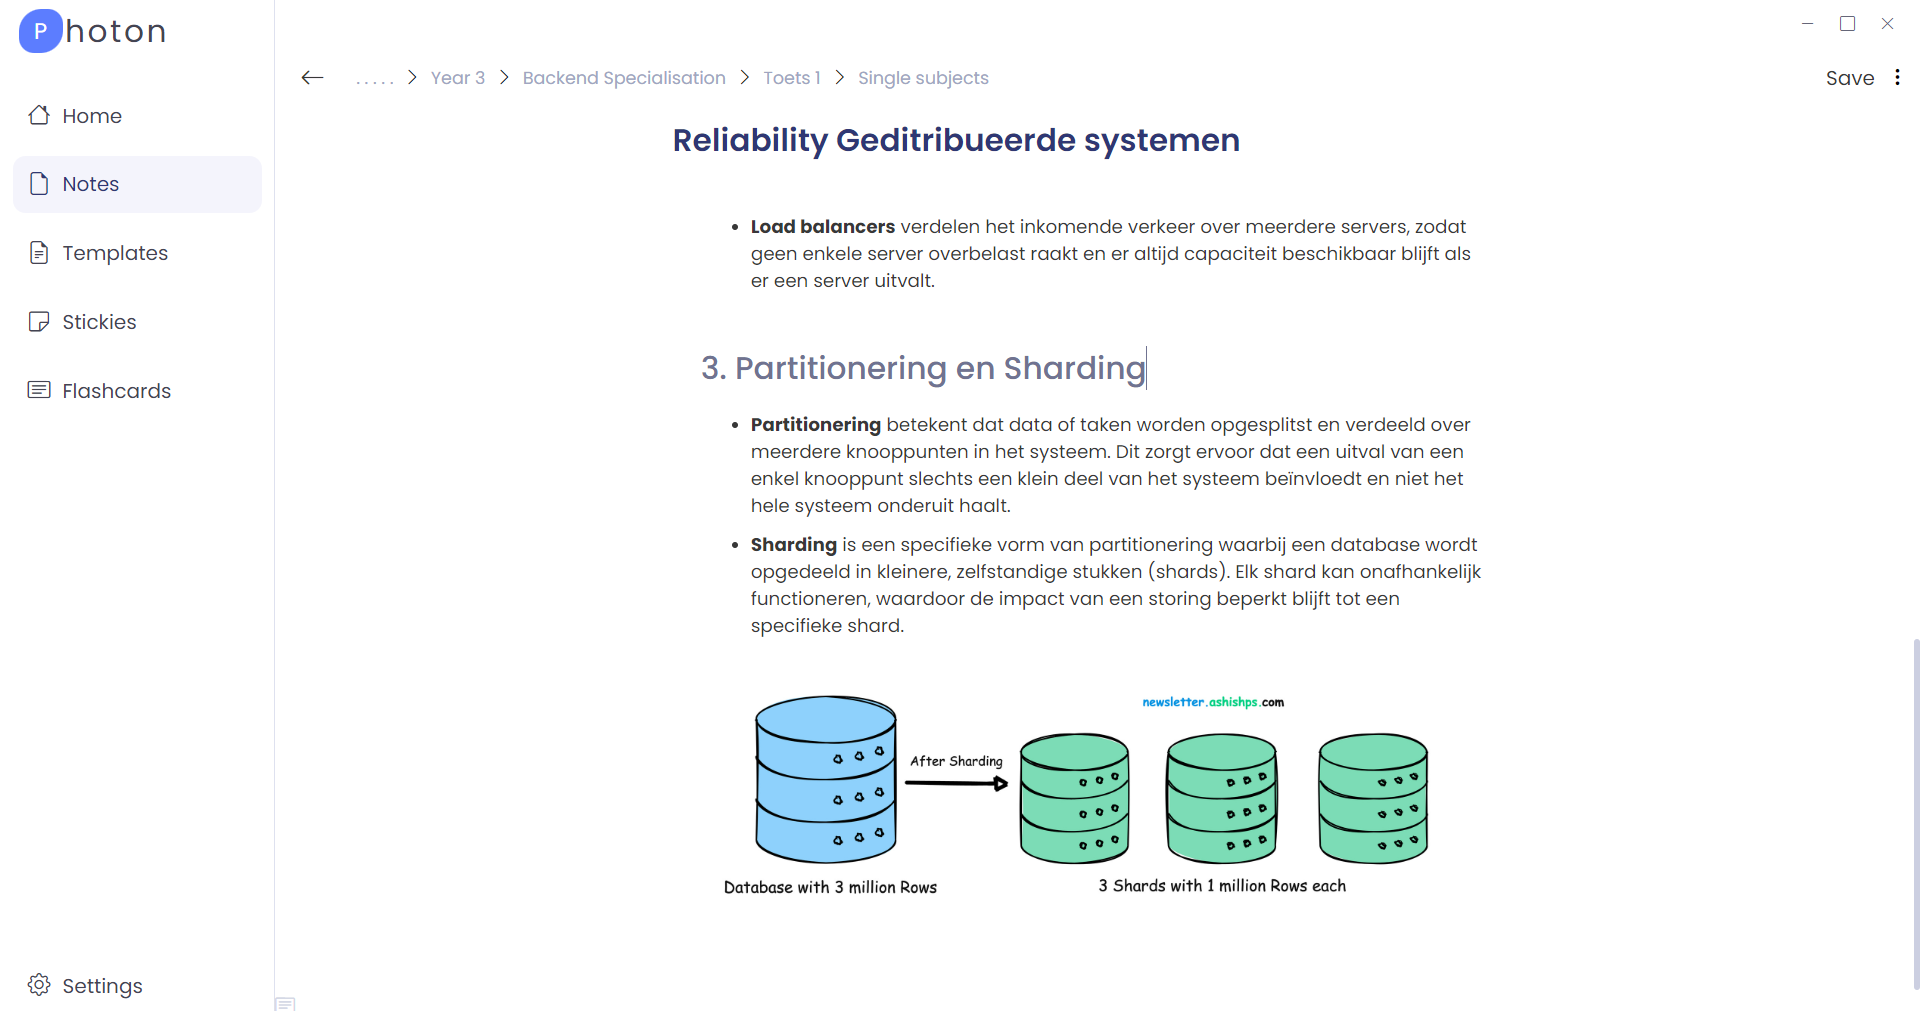 Photon
Home
Notes
Templates
Stickies
Flashcards
Settings
..... > Year 3 > Backend Specialisation > Toets 1 > Single subjects
Save
Reliability Geditribueerde systemen
• Load balancers verdelen het inkomende verkeer over meerdere servers, zodat
geen enkele server overbelast raakt en er altijd capaciteit beschikbaar blijft als
er een server uitvalt.
3. Partitionering en Sharding
• Partitionering betekent dat data of taken worden opgesplitst en verdeeld over
meerdere knooppunten in het systeem. Dit zorgt ervoor dat een uitval van een
enkel knooppunt slechts een klein deel van het systeem beïnvloedt en niet het
hele systeem onderuit haalt.
• Sharding is een specifieke vorm van partitionering waarbij een database wordt
opgedeeld in kleinere, zelfstandige stukken (shards). Elk shard kan onafhankelijk
functioneren, waardoor de impact van een storing beperkt blijft tot een
specifieke shard.
newsletter.ashishps.com
After Sharding
Database with 3 million Rows
3 Shards with 1 million Rows each